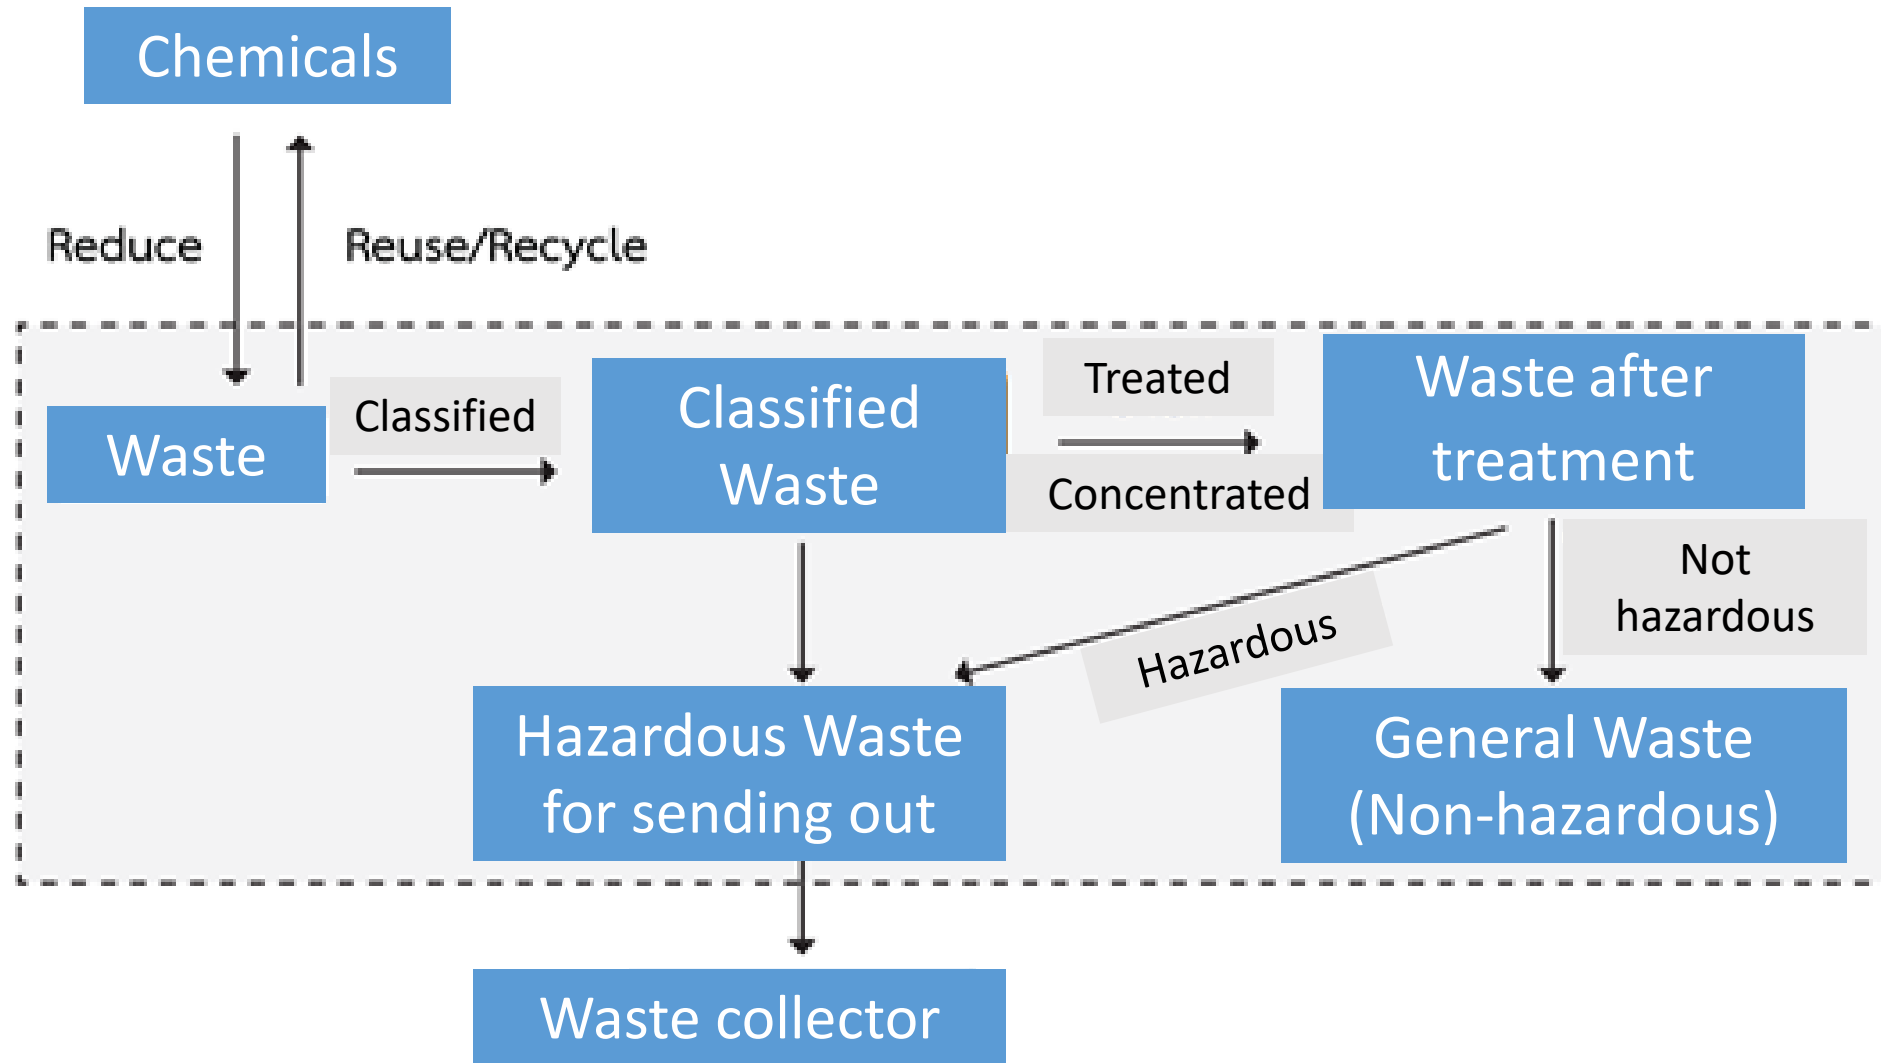 Chemicals
Reduce
Reuse/Recycle
Waste
Classified
Classified
Waste
Treated
Concentrated
Waste after
treatment
Hazardous
Not
hazardous
Hazardous Waste
for sending out
General Waste
(Non-hazardous)
Waste collector